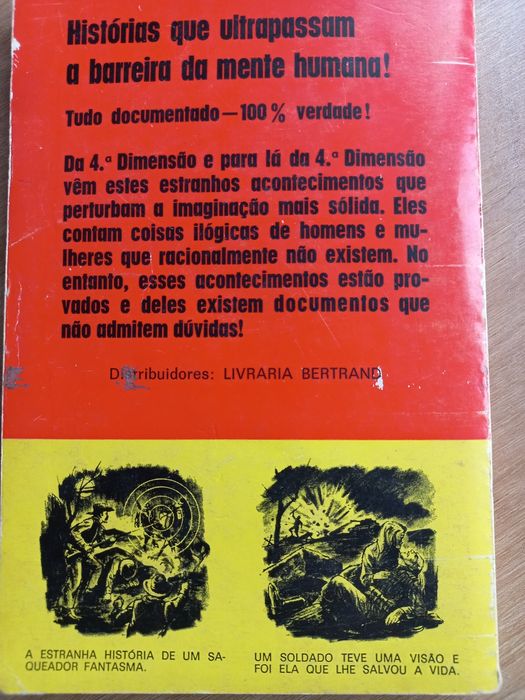 Histórias que ultrapassam
a barreira da mente humana!
Tudo documentado — 100% verdade!
Da 4.ª Dimensão e para lá da 4.ª Dimensão
vêm estes estranhos acontecimentos que
perturbam a imaginação mais sólida. Eles
contam coisas ilógicas de homens e mu-
lheres que racionalmente não existem. No
entanto, esses acontecimentos estão pro-
vados e deles existem documentos que
não admitem dúvidas!
Distribuidores: LIVRARIA BERTRAND
A ESTRANHA HISTÓRIA DE UM SA-
QUEADOR FANTASMA.
UM SOLDADO TEVE UMA VISÃO E
FOI ELA QUE LHE SALVOU A VIDA.